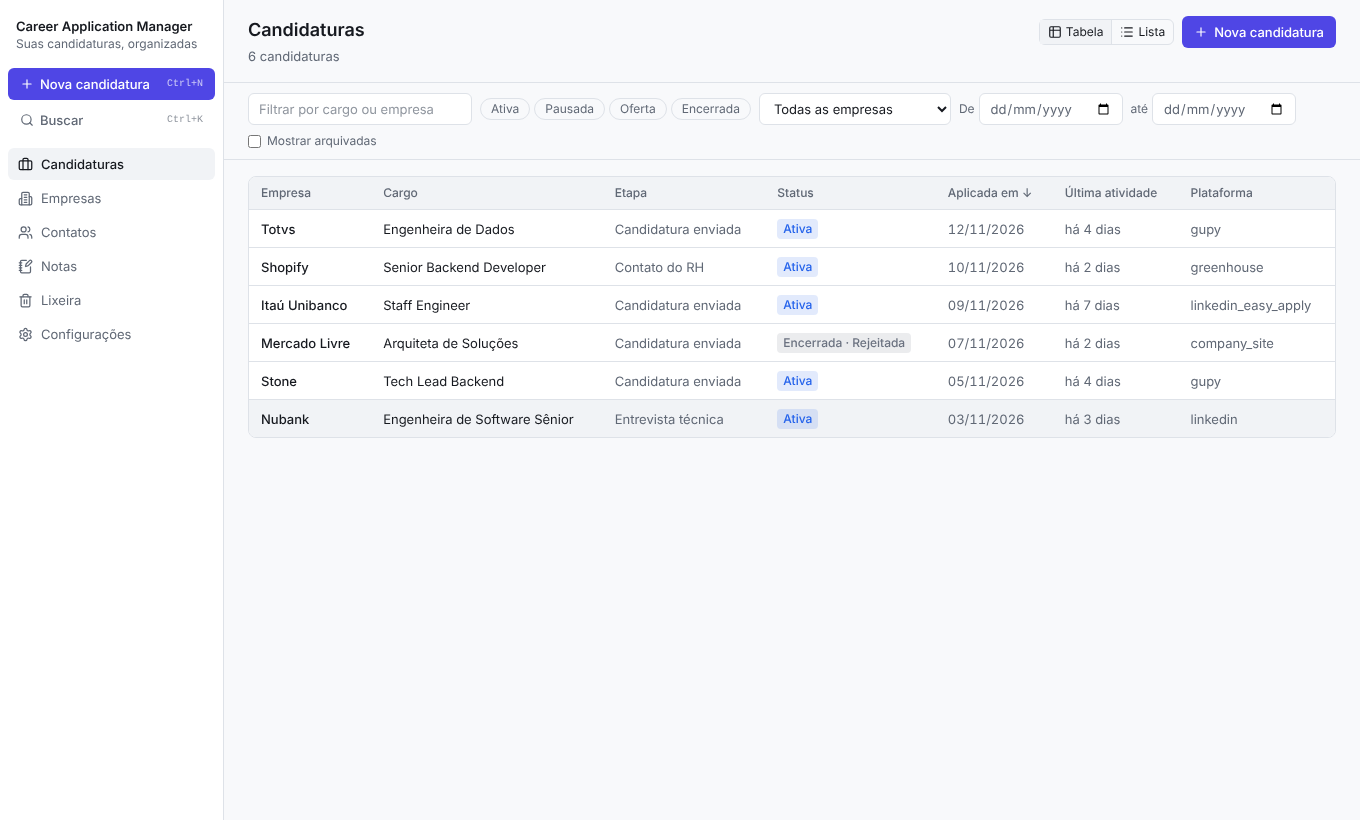 Career Application Manager
Suas candidaturas, organizadas
Nova candidatura Ctrl+N
Buscar Ctrl+K
Candidaturas
Empresas
Contatos
Notas
Lixeira
Configurações
Candidaturas
6 candidaturas
Tabela Lista Nova candidatura
Filtrar por cargo ou empresa Ativa Pausada Oferta Encerrada Todas as empresas De dd/mm/yyyy até dd/mm/yyyy
Mostrar arquivadas
Empresa Cargo Etapa Status Aplicada em ↓ Última atividade Plataforma
Totvs Engenheira de Dados Candidatura enviada Ativa 12/11/2026 há 4 dias gupy
Shopify Senior Backend Developer Contato do RH Ativa 10/11/2026 há 2 dias greenhouse
Itaú Unibanco Staff Engineer Candidatura enviada Ativa 09/11/2026 há 7 dias linkedin_easy_apply
Mercado Livre Arquiteta de Soluções Candidatura enviada Encerrada · Rejeitada 07/11/2026 há 2 dias company_site
Stone Tech Lead Backend Candidatura enviada Ativa 05/11/2026 há 4 dias gupy
Nubank Engenheira de Software Sênior Entrevista técnica Ativa 03/11/2026 há 3 dias linkedin